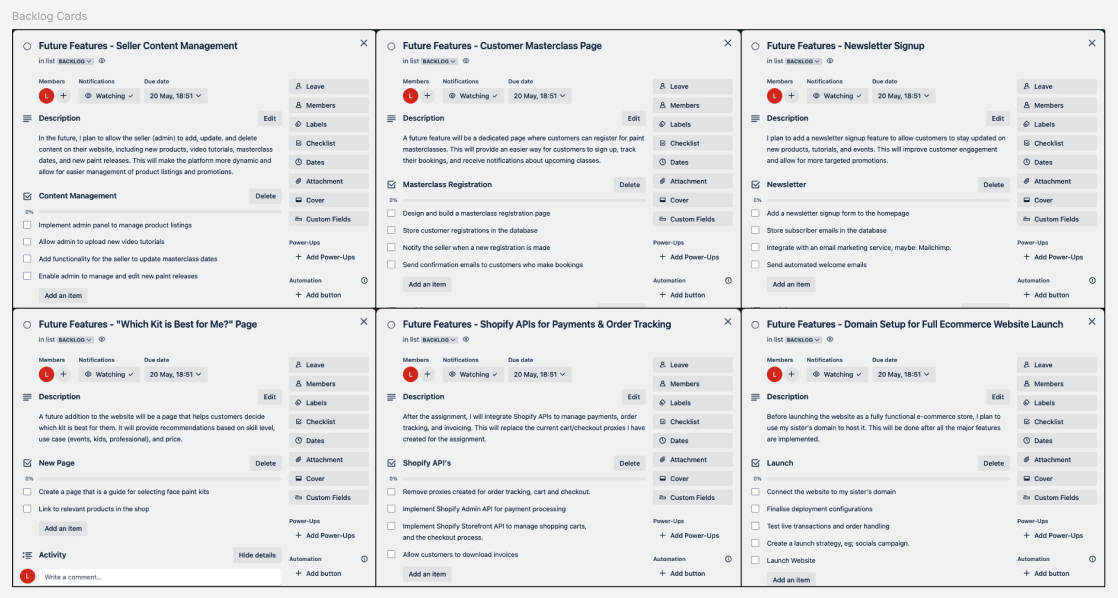 Backlog Cards
Future Features - Seller Content Management
in list BACKLOG
Members Notifications Due date
L + Watching 20 May, 18:51
Description Edit
In the future, I plan to allow the seller (admin) to add, update, and delete
content on their website, including new products, video tutorials, masterclass
dates, and new paint releases. This will make the platform more dynamic and
allow for easier management of product listings and promotions.
Content Management Delete
0%
Implement admin panel to manage product listings
Allow admin to upload new video tutorials
Add functionality for the seller to update masterclass dates
Enable admin to manage and edit new paint releases
Add an item
Leave
Members
Labels
Checklist
Dates
Attachment
Cover
Custom Fields
Power-Ups
+ Add Power-Ups
Automation
+ Add button
Future Features - Customer Masterclass Page
in list BACKLOG
Members Notifications Due date
L + Watching 20 May, 18:51
Description Edit
A future feature will be a dedicated page where customers can register for paint
masterclasses. This will provide an easier way for customers to sign up, track
their bookings, and receive notifications about upcoming classes.
Masterclass Registration Delete
0%
Design and build a masterclass registration page
Store customer registrations in the database
Notify the seller when a new registration is made
Send confirmation emails to customers who make bookings
Add an item
Leave
Members
Labels
Checklist
Dates
Attachment
Cover
Custom Fields
Power-Ups
+ Add Power-Ups
Automation
+ Add button
Future Features - Newsletter Signup
in list BACKLOG
Members Notifications Due date
L + Watching 20 May, 18:51
Description Edit
I plan to add a newsletter signup feature to allow customers to stay updated on
new products, tutorials, and events. This will improve customer engagement
and allow for more targeted promotions.
Newsletter Delete
0%
Add a newsletter signup form to the homepage
Store subscriber emails in the database
Integrate with an email marketing service, maybe: Mailchimp.
Send automated welcome emails
Add an item
Leave
Members
Labels
Checklist
Dates
Attachment
Cover
Custom Fields
Power-Ups
+ Add Power-Ups
Automation
+ Add button
Future Features - "Which Kit is Best for Me?" Page
in list BACKLOG
Members Notifications Due date
L + Watching 20 May, 18:51
Description Edit
A future addition to the website will be a page that helps customers decide
which kit is best for them. It will provide recommendations based on skill level,
use case (events, kids, professional), and price.
New Page Delete
0%
Create a page that is a guide for selecting face paint kits
Link to relevant products in the shop
Add an item
Activity Hide details
L Write a comment...
Leave
Members
Labels
Checklist
Dates
Attachment
Cover
Custom Fields
Power-Ups
+ Add Power-Ups
Automation
+ Add button
Future Features - Shopify APIs for Payments & Order Tracking
in list BACKLOG
Members Notifications Due date
L + Watching 20 May, 18:51
Description Edit
After the assignment, I will integrate Shopify APIs to manage payments, order
tracking, and invoicing. This will replace the current cart/checkout proxies I have
created for the assignment.
Shopify API's Delete
0%
Remove proxies created for order tracking, cart and checkout.
Implement Shopify Admin API for payment processing
Implement Shopify Storefront API to manage shopping carts,
and the checkout process.
Allow customers to download invoices
Add an item
Leave
Members
Labels
Checklist
Dates
Attachment
Cover
Custom Fields
Power-Ups
+ Add Power-Ups
Automation
+ Add button
Future Features - Domain Setup for Full Ecommerce Website Launch
in list BACKLOG
Members Notifications Due date
L + Watching 20 May, 18:51
Description Edit
Before launching the website as a fully functional e-commerce store, I plan to
use my sister's domain to host it. This will be done after all the major features
are implemented.
Launch Delete
0%
Connect the website to my sister's domain
Finalise deployment configurations
Test live transactions and order handling
Create a launch strategy, eg; socials campaign.
Launch Website
Add an item
Leave
Members
Labels
Checklist
Dates
Attachment
Cover
Custom Fields
Power-Ups
+ Add Power-Ups
Automation
+ Add button